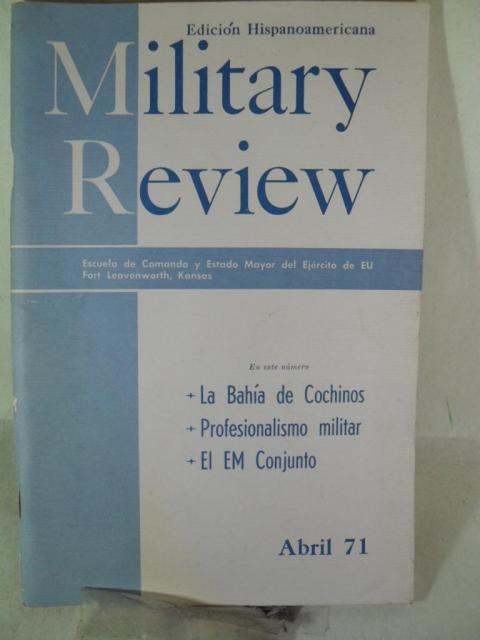 Edición Hispanoamericana
Military
Review
Escuela de Comando y Estado Mayor del Ejército de EU
Fort Leavenworth, Kansas
En este número
+ La Bahía de Cochinos
+ Profesionalismo militar
+ El EM Conjunto
Abril 71